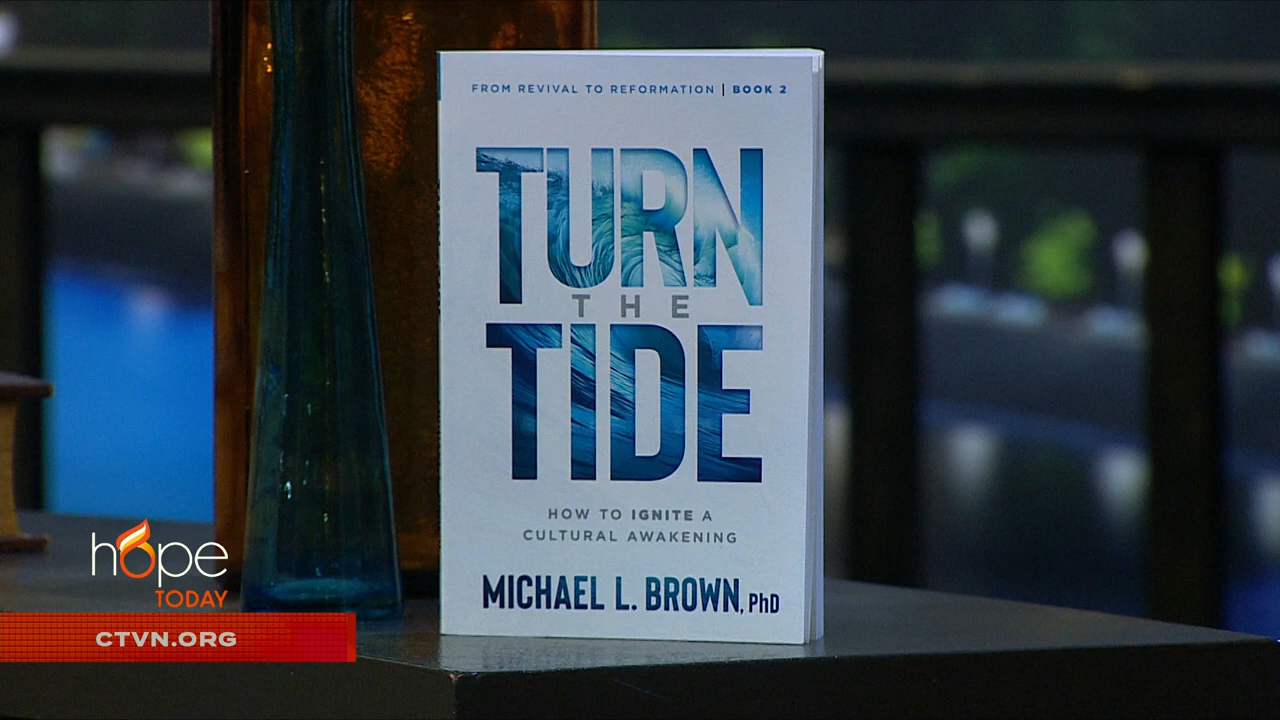 FROM REVIVAL TO REFORMATION | BOOK 2
TURN
THE
TIDE
HOW TO IGNITE A
CULTURAL AWAKENING
MICHAEL L. BROWN, PhD
hope
TODAY
CTVN.ORG